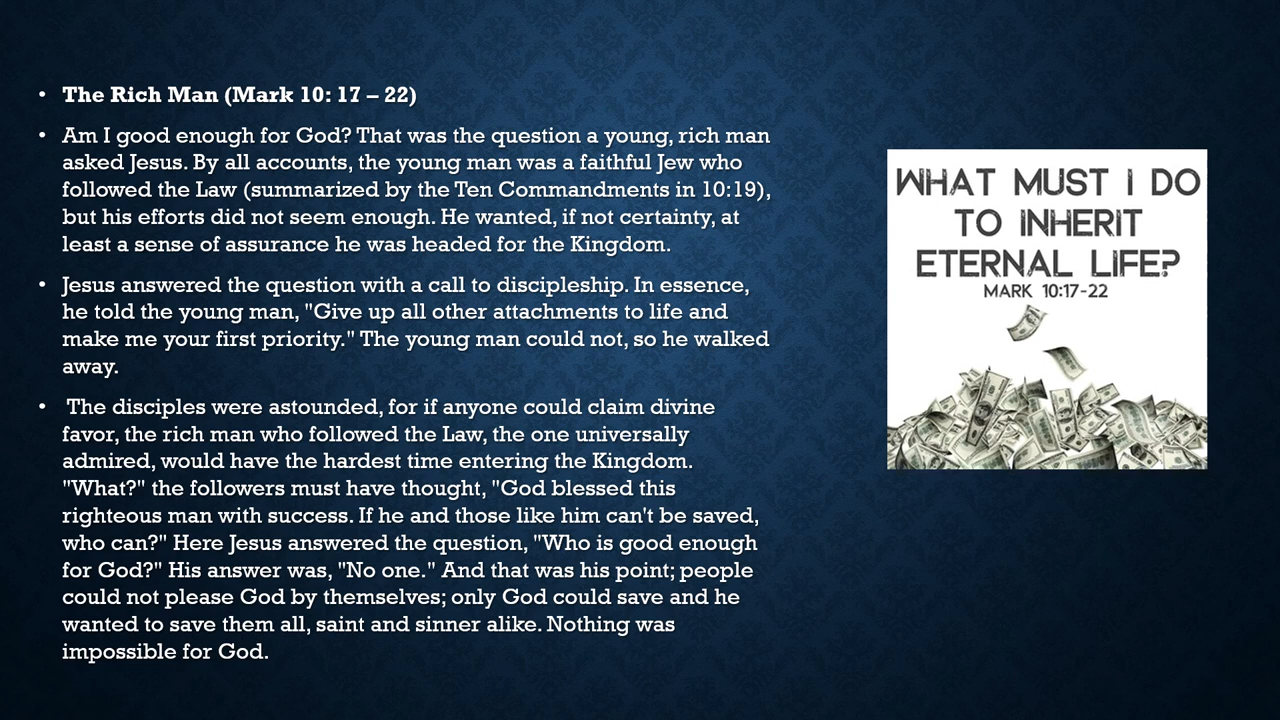 • The Rich Man (Mark 10: 17 – 22)
• Am I good enough for God? That was the question a young, rich man
asked Jesus. By all accounts, the young man was a faithful Jew who
followed the Law (summarized by the Ten Commandments in 10:19),
but his efforts did not seem enough. He wanted, if not certainty, at
least a sense of assurance he was headed for the Kingdom.
• Jesus answered the question with a call to discipleship. In essence,
he told the young man, "Give up all other attachments to life and
make me your first priority." The young man could not, so he walked
away.
• The disciples were astounded, for if anyone could claim divine
favor, the rich man who followed the Law, the one universally
admired, would have the hardest time entering the Kingdom.
"What?" the followers must have thought, "God blessed this
righteous man with success. If he and those like him can't be saved,
who can?" Here Jesus answered the question, "Who is good enough
for God?" His answer was, "No one." And that was his point; people
could not please God by themselves; only God could save and he
wanted to save them all, saint and sinner alike. Nothing was
impossible for God.
WHAT MUST I DO
TO INHERIT
ETERNAL LIFE?
MARK 10:17-22